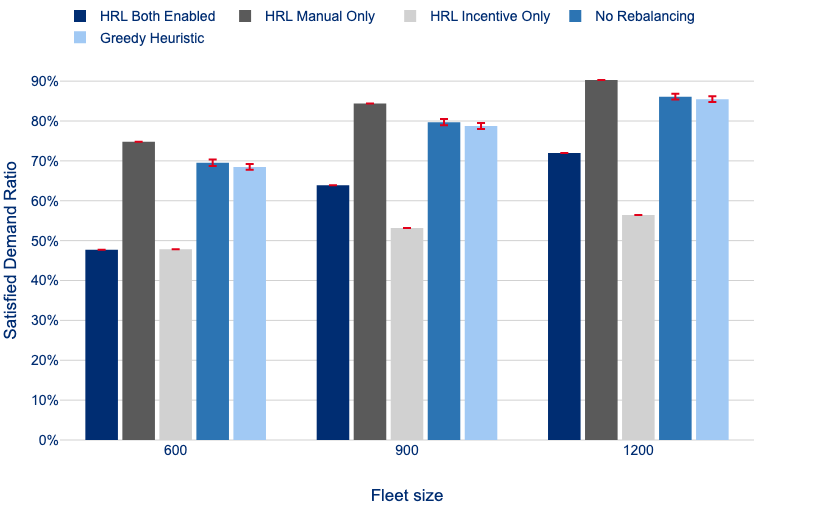 HRL Both Enabled HRL Manual Only HRL Incentive Only No Rebalancing
Greedy Heuristic
90%
80%
70%
60%
50%
40%
30%
20%
10%
0%
Satisfied Demand Ratio
600 900 1200
Fleet size